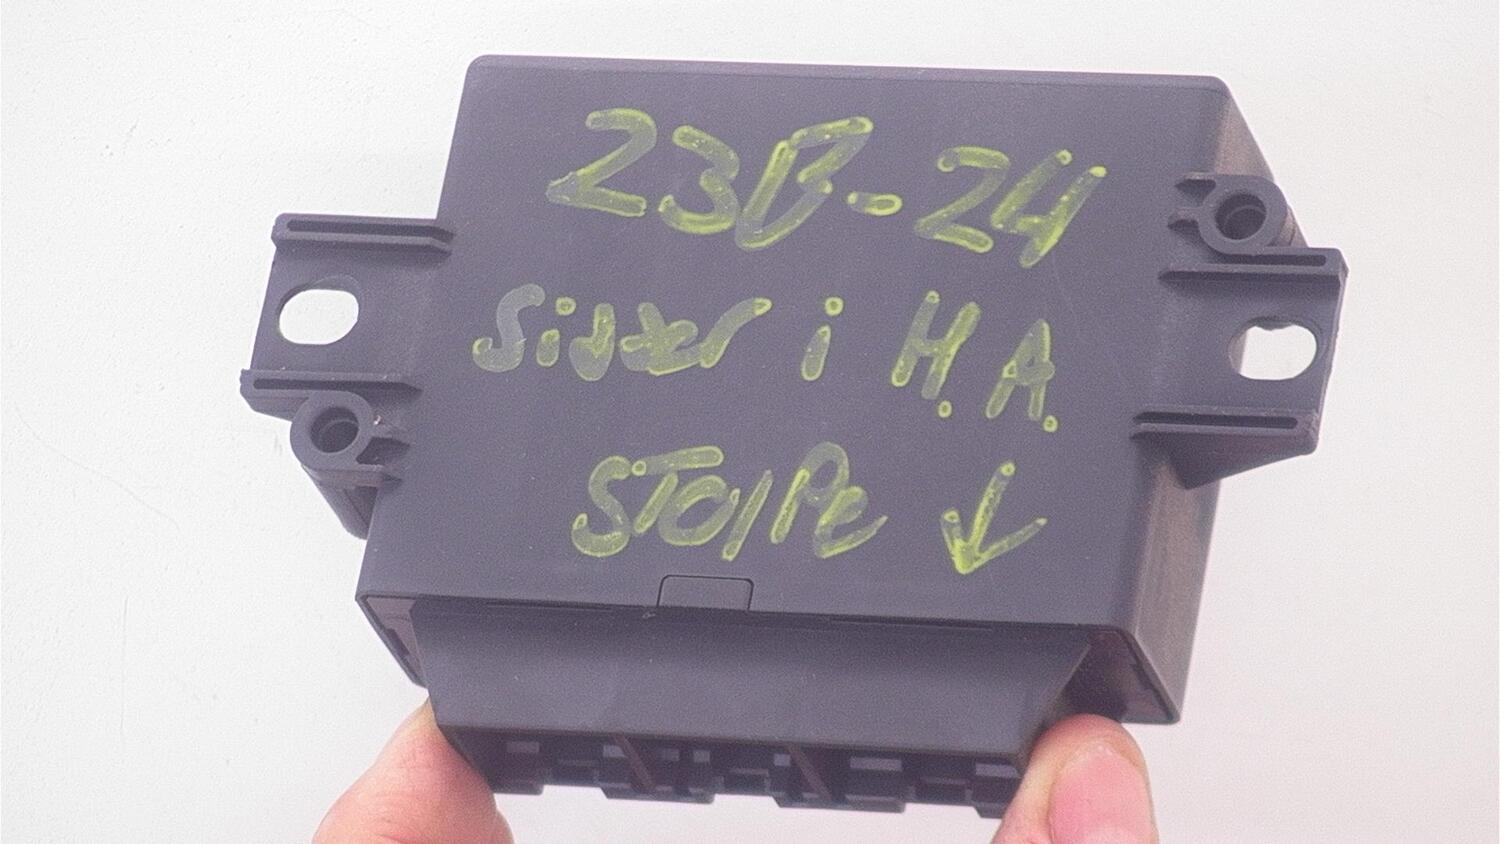 23B-24
Sidder i H.A.
STOlPe ↓